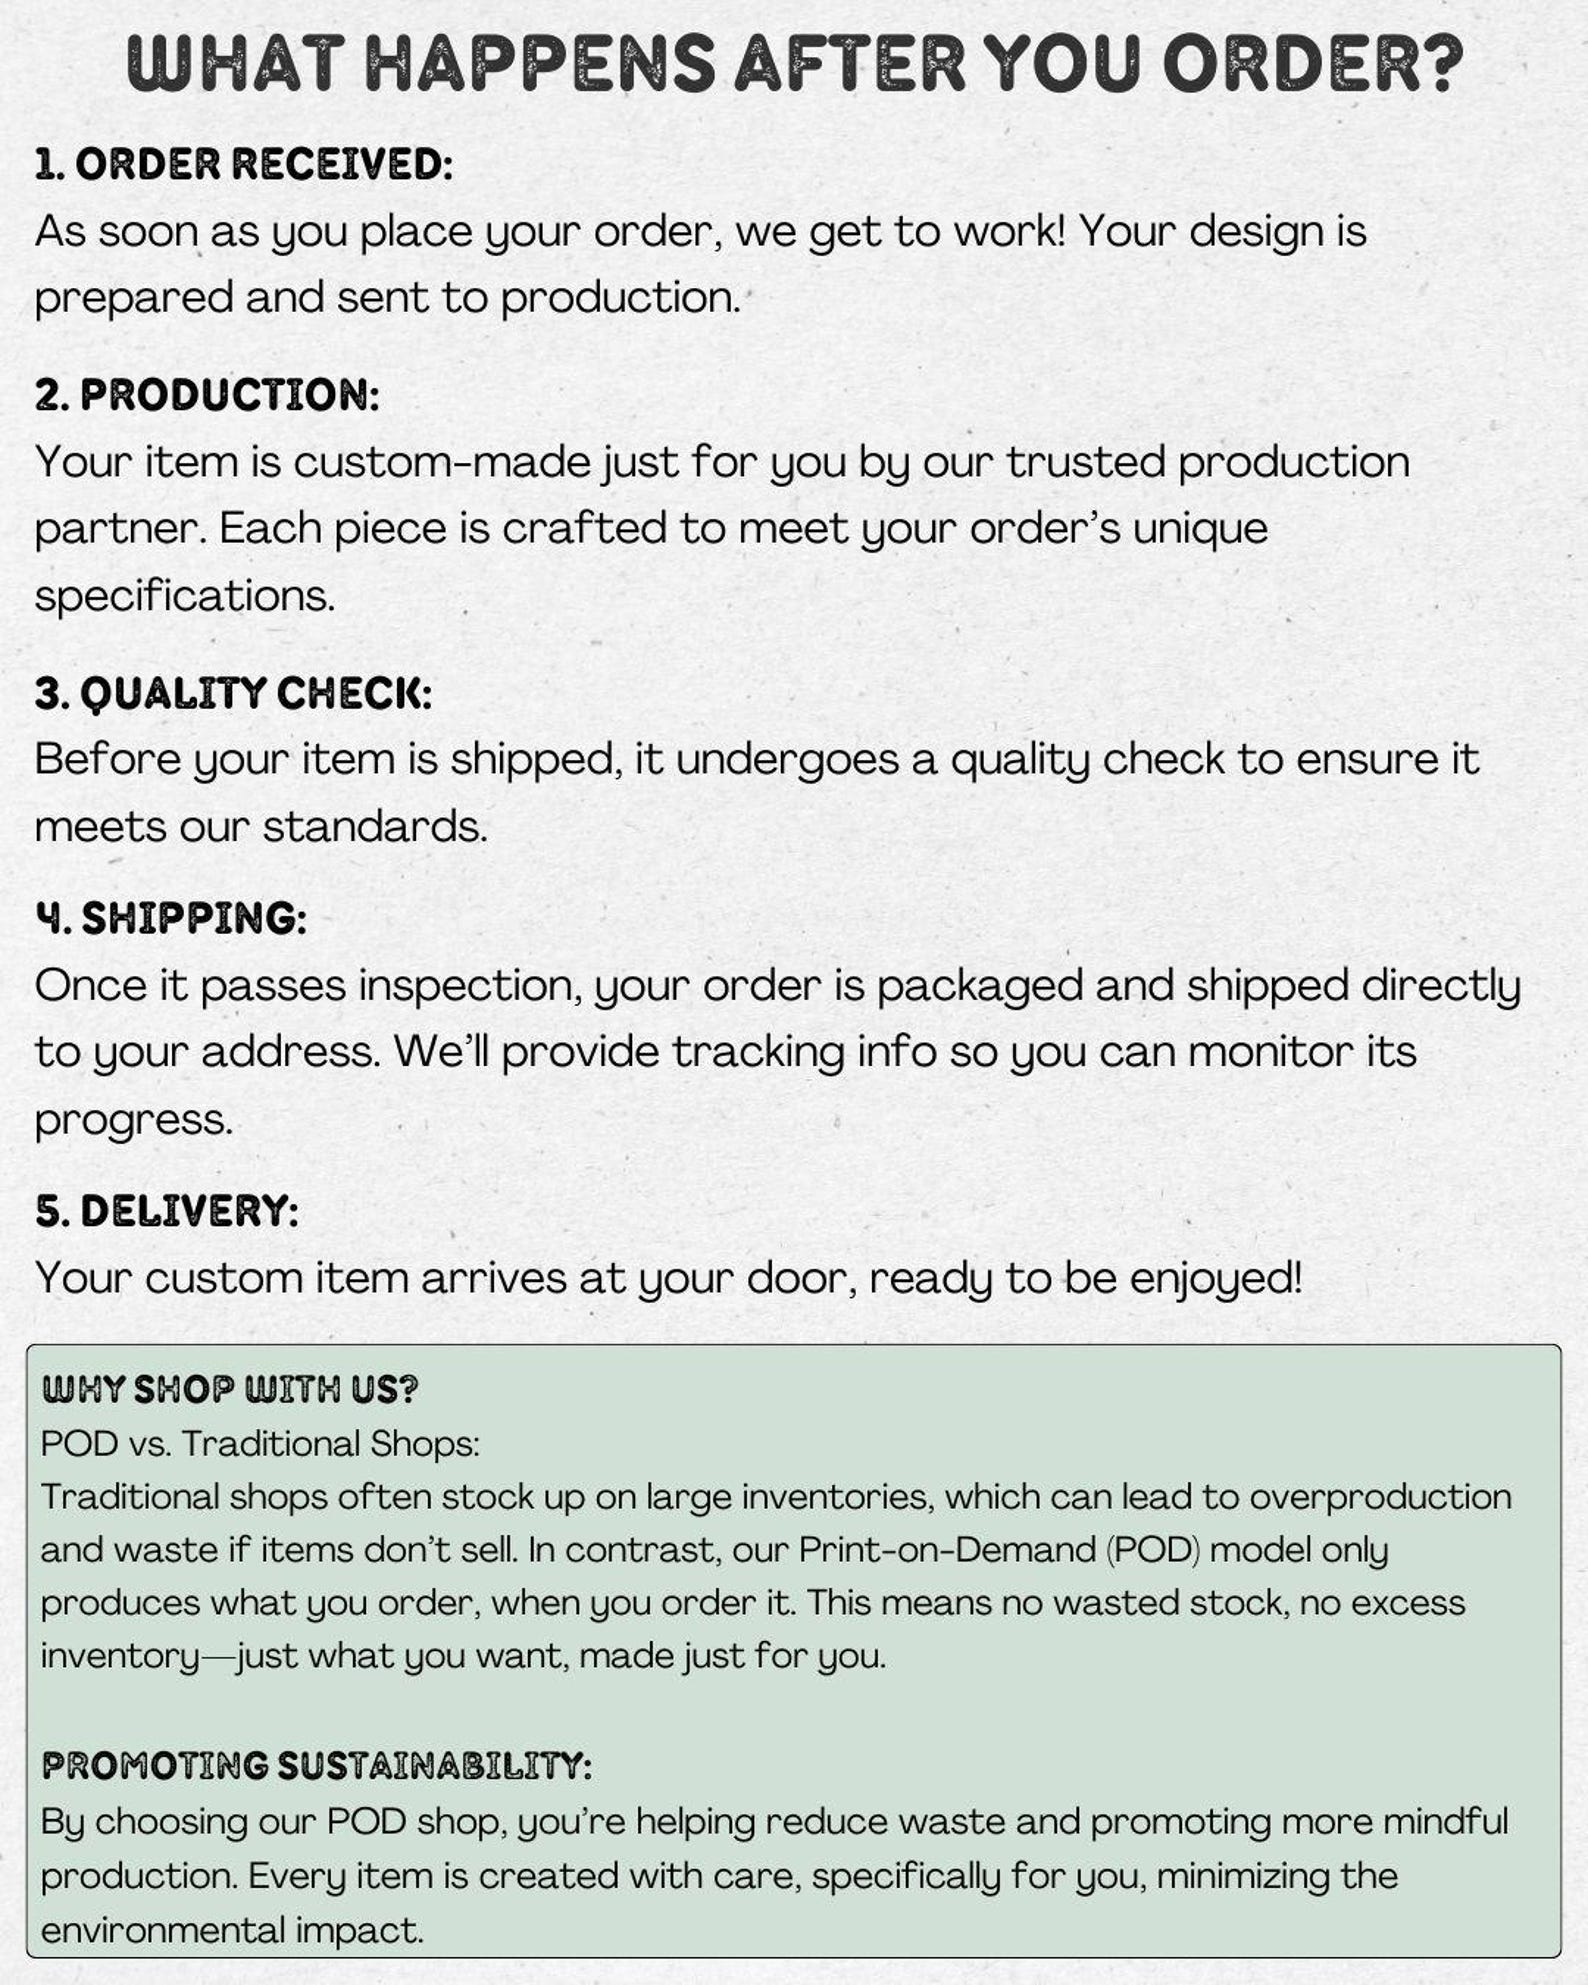 WHAT HAPPENS AFTER YOU ORDER?
1. ORDER RECEIVED:
As soon as you place your order, we get to work! Your design is
prepared and sent to production.
2. PRODUCTION:
Your item is custom-made just for you by our trusted production
partner. Each piece is crafted to meet your order’s unique
specifications.
3. QUALITY CHECK:
Before your item is shipped, it undergoes a quality check to ensure it
meets our standards.
4. SHIPPING:
Once it passes inspection, your order is packaged and shipped directly
to your address. We’ll provide tracking info so you can monitor its
progress.
5. DELIVERY:
Your custom item arrives at your door, ready to be enjoyed!
WHY SHOP WITH US?
POD vs. Traditional Shops:
Traditional shops often stock up on large inventories, which can lead to overproduction
and waste if items don’t sell. In contrast, our Print-on-Demand (POD) model only
produces what you order, when you order it. This means no wasted stock, no excess
inventory—just what you want, made just for you.
PROMOTING SUSTAINABILITY:
By choosing our POD shop, you’re helping reduce waste and promoting more mindful
production. Every item is created with care, specifically for you, minimizing the
environmental impact.